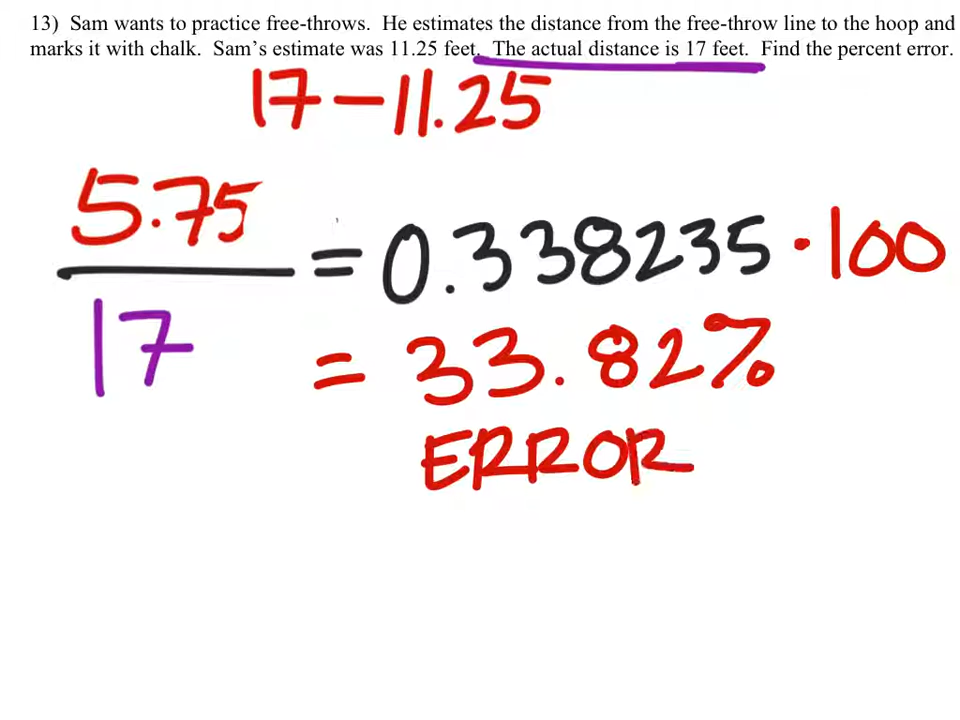 13) Sam wants to practice free-throws. He estimates the distance from the free-throw line to the hoop and
marks it with chalk. Sam's estimate was 11.25 feet. The actual distance is 17 feet. Find the percent error.
17-11.25
5.75
= 0.338235 · 100
17
= 33.82%
ERROR